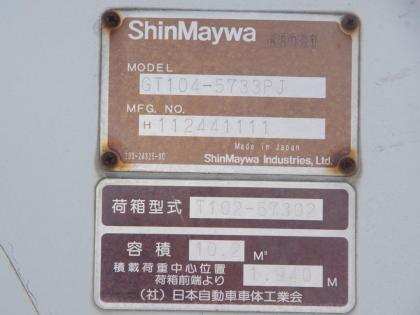 ShinMaywa
MODEL
GT104-5733PJ
MFG. NO.
H112441111
Made in Japan
ShinMaywa Industries, Ltd.
荷箱型式 T102-57302
容積 10.2 M³
積載荷重中心位置
荷箱前端より 1.940 M
(社)日本自動車車体工業会